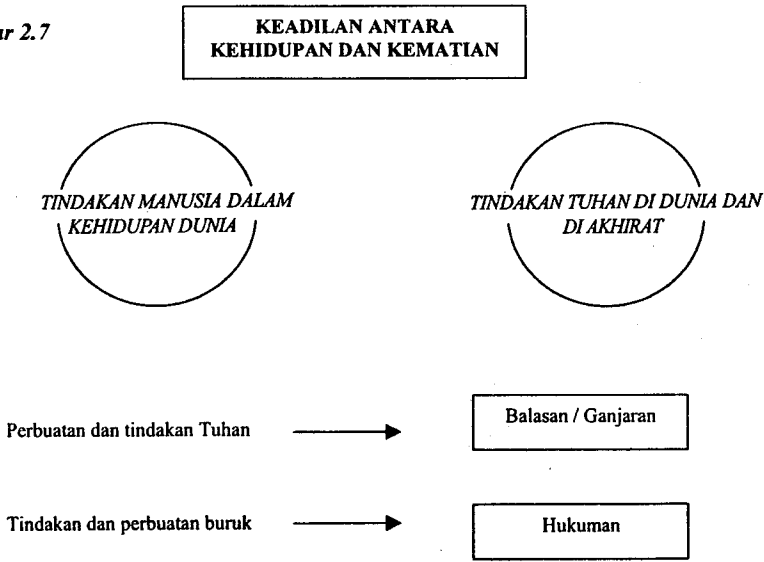 2.7
KEADILAN ANTARA
KEHIDUPAN DAN KEMATIAN
TINDAKAN MANUSIA DALAM
KEHIDUPAN DUNIA
TINDAKAN TUHAN DI DUNIA DAN
DI AKHIRAT
Perbuatan dan tindakan Tuhan
Balasan / Ganjaran
Tindakan dan perbuatan buruk
Hukuman